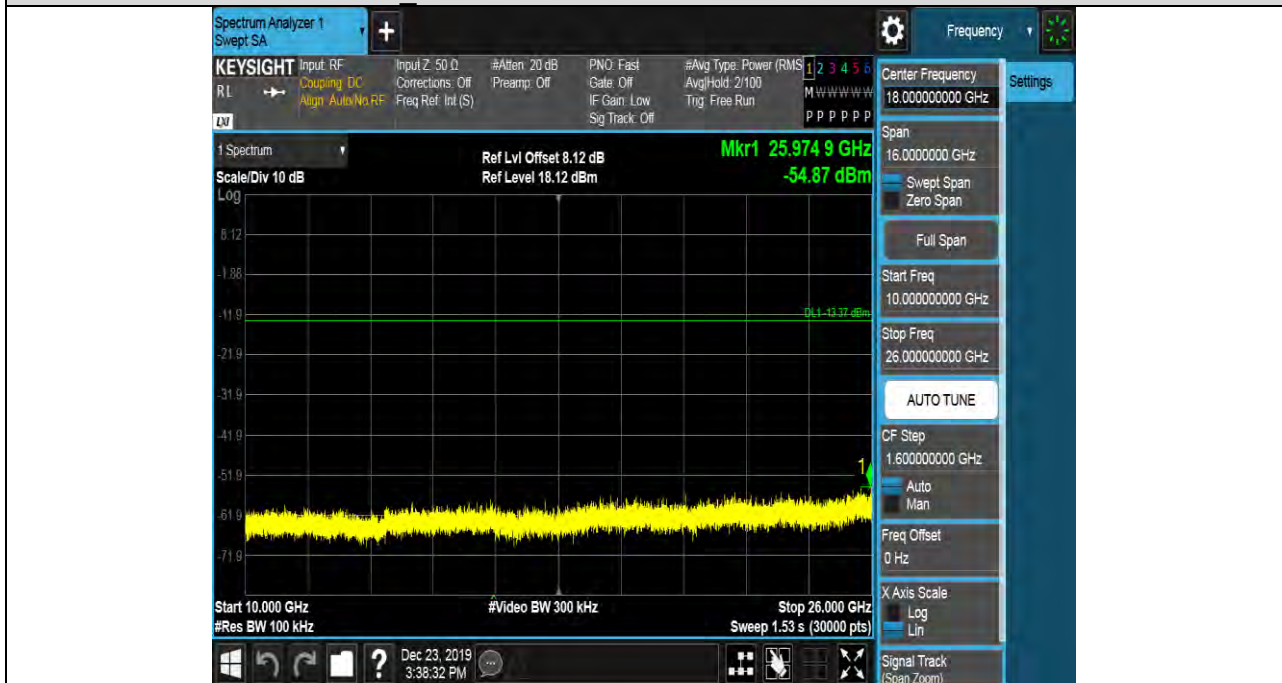 Spectrum Analyzer 1
Swept SA
+
Frequency
KEYSIGHT
RL
LXI
Input: RF
Coupling: DC
Align: Auto/No RF
Input Z: 50 Ω
Corrections: Off
Freq Ref: Int (S)
#Atten: 20 dB
Preamp: Off
PNO: Fast
Gate: Off
IF Gain: Low
Sig Track: Off
#Avg Type: Power (RMS
Avg|Hold: 2/100
Trig: Free Run
1 2 3 4 5 6
M W W W W W
P P P P P P
1 Spectrum
Scale/Div 10 dB
Log
Ref Lvl Offset 8.12 dB
Ref Level 18.12 dBm
Mkr1 25.974 9 GHz
-54.87 dBm
8.12
-1.88
-11.9
-21.9
-31.9
-41.9
-51.9
-61.9
-71.9
DL1 -13.37 dBm
1
Start 10.000 GHz
#Res BW 100 kHz
#Video BW 300 kHz
Stop 26.000 GHz
Sweep 1.53 s (30000 pts)
Dec 23, 2019
3:38:32 PM
?
Center Frequency
18.000000000 GHz
Settings
Span
16.0000000 GHz
Swept Span
Zero Span
Full Span
Start Freq
10.000000000 GHz
Stop Freq
26.000000000 GHz
AUTO TUNE
CF Step
1.600000000 GHz
Auto
Man
Freq Offset
0 Hz
X Axis Scale
Log
Lin
Signal Track
(Span Zoom)